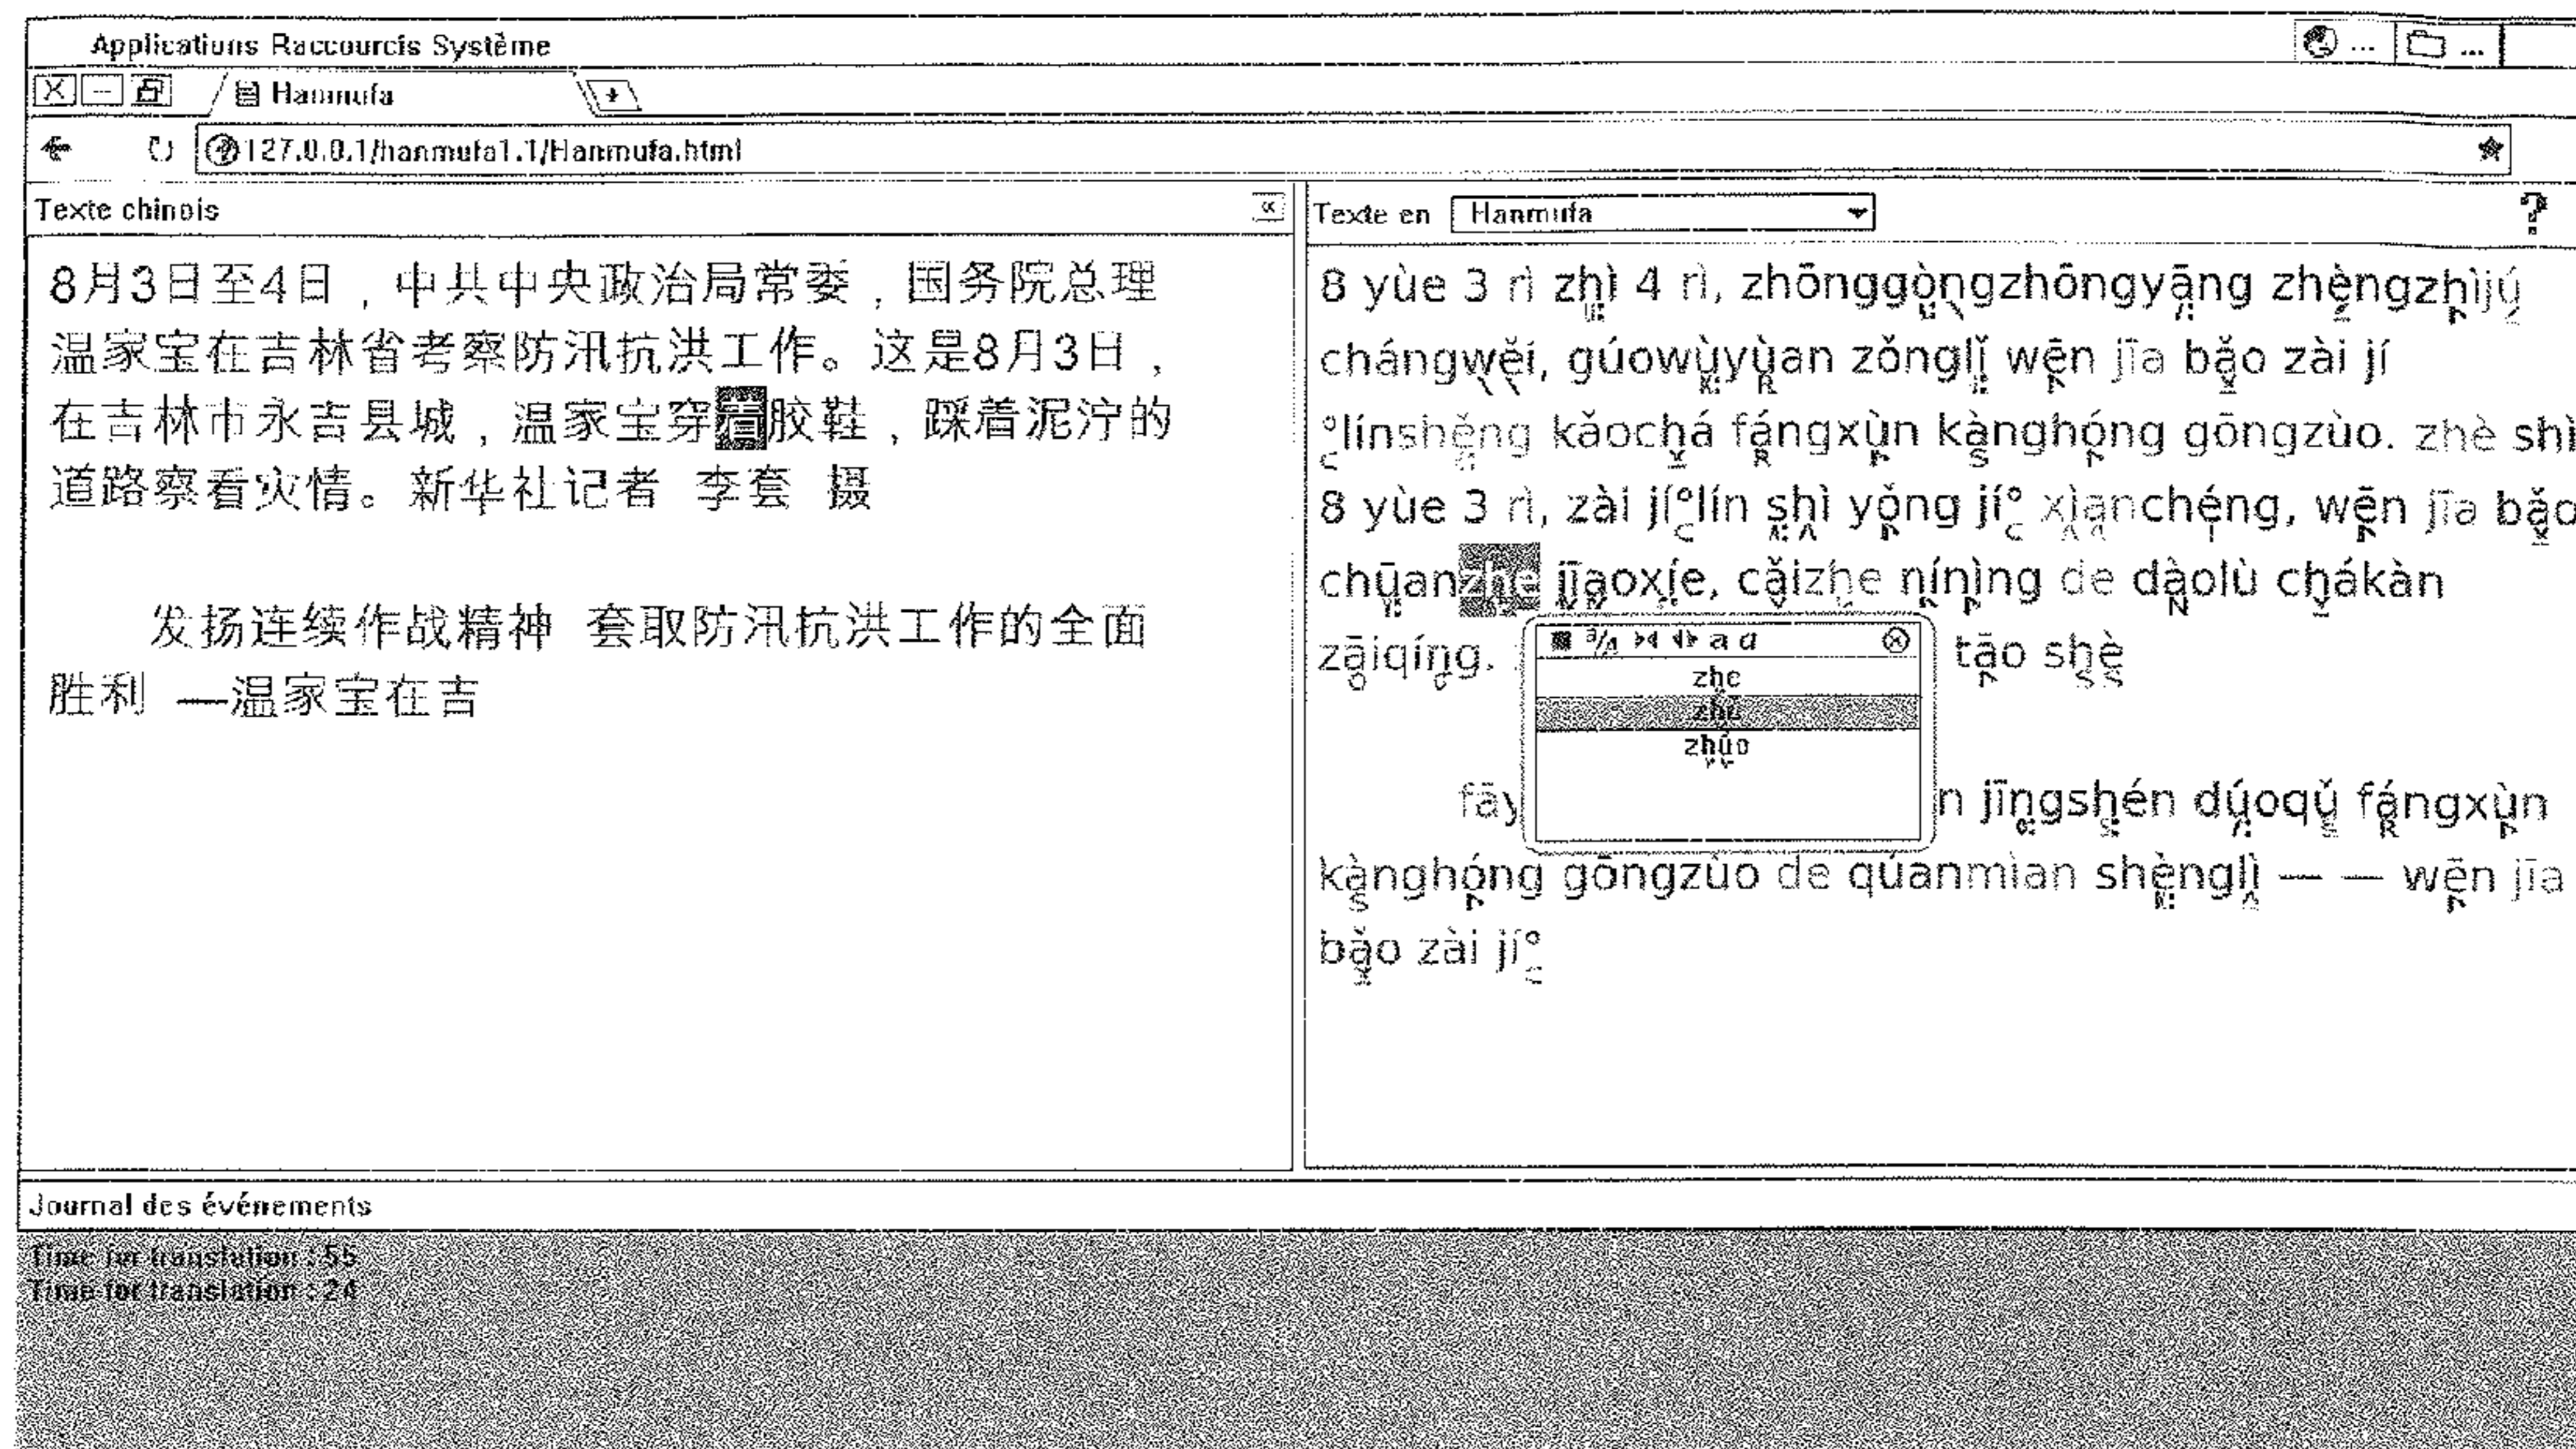 Applications Raccourcis Système
Hanmufa
127.0.0.1/hanmufa1.1/Hanmufa.html
Texte chinois
8月3日至4日，中共中央政治局常委，国务院总理
温家宝在吉林省考察防汛抗洪工作。这是8月3日，
在吉林市永吉县城，温家宝穿着胶鞋，踩着泥泞的
道路察看灾情。新华社记者 李套 摄
发扬连续作战精神 套取防汛抗洪工作的全面
胜利 —温家宝在吉
Texte en Hanmufa ?
8 yùe 3 rì zhì 4 rì, zhōnggòngzhōngyāng zhèngzhìjú
chángwěi, gúowùyùan zǒnglǐ wēn jīa bǎo zài jí
°línshěng kǎochá fángxùn kànghóng gōngzùo. zhè shì
8 yùe 3 rì, zài jí°lín shì yǒng jí° xìanchéng, wēn jīa bǎo
chūanzhe jīaoxíe, cǎizhe nínìng de dàolù chákàn
zāiqíng. tāo shè
fāy n jīngshén dúoqǔ fángxùn
kànghóng gōngzùo de qúanmìan shènglì — — wēn jīa
bǎo zài jí°
zhe
zhúo
Journal des événements
Time for translation : 55
Time for translation : 24